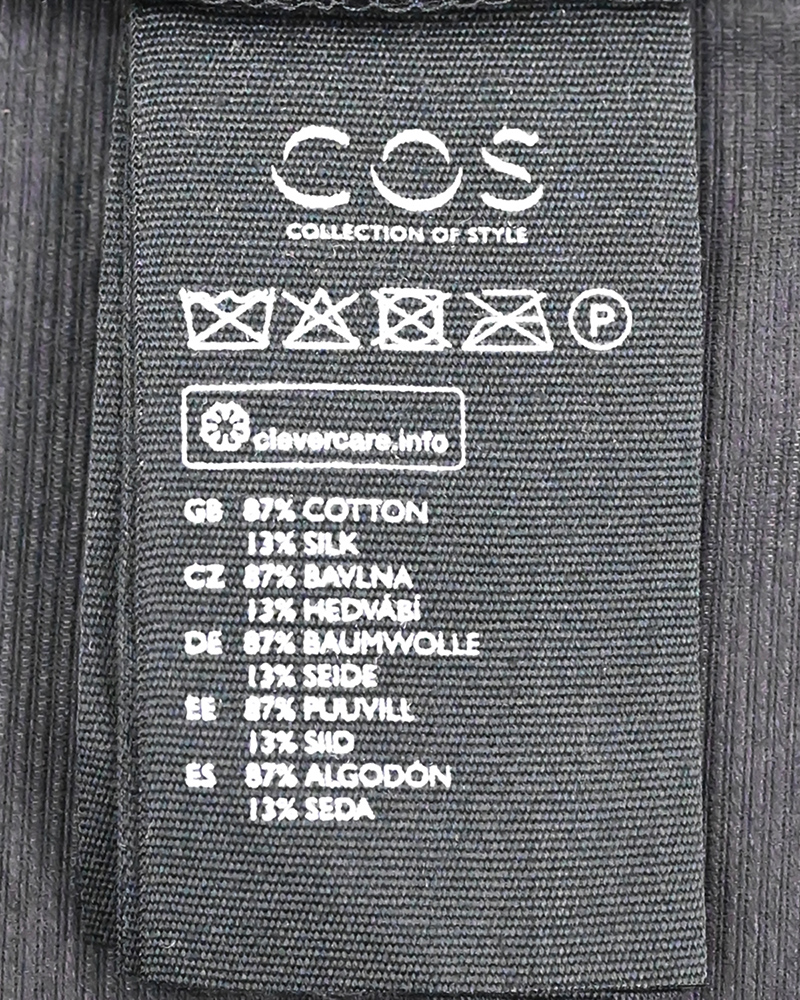 COS
COLLECTION OF STYLE
P
clevercare.info
GB 87% COTTON
13% SILK
CZ 87% BAVLNA
13% HEDVÁBÍ
DE 87% BAUMWOLLE
13% SEIDE
EE 87% PUUVILL
13% SIID
ES 87% ALGODÓN
13% SEDA